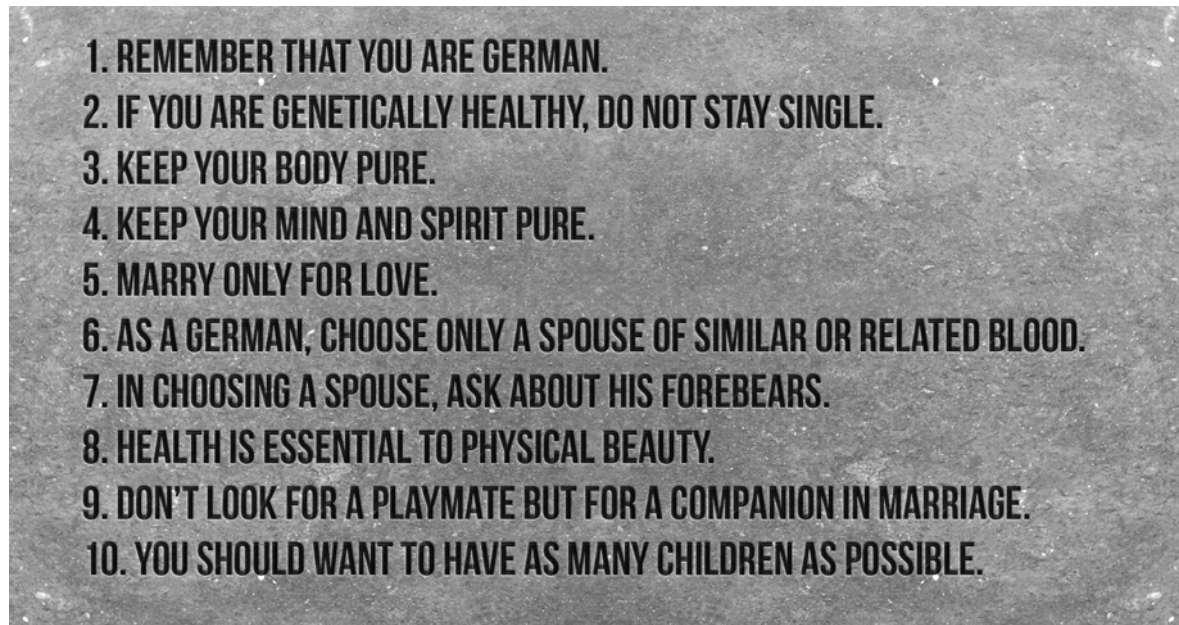 1. REMEMBER THAT YOU ARE GERMAN.
2. IF YOU ARE GENETICALLY HEALTHY, DO NOT STAY SINGLE.
3. KEEP YOUR BODY PURE.
4. KEEP YOUR MIND AND SPIRIT PURE.
5. MARRY ONLY FOR LOVE.
6. AS A GERMAN, CHOOSE ONLY A SPOUSE OF SIMILAR OR RELATED BLOOD.
7. IN CHOOSING A SPOUSE, ASK ABOUT HIS FOREBEARS.
8. HEALTH IS ESSENTIAL TO PHYSICAL BEAUTY.
9. DON'T LOOK FOR A PLAYMATE BUT FOR A COMPANION IN MARRIAGE.
10. YOU SHOULD WANT TO HAVE AS MANY CHILDREN AS POSSIBLE.